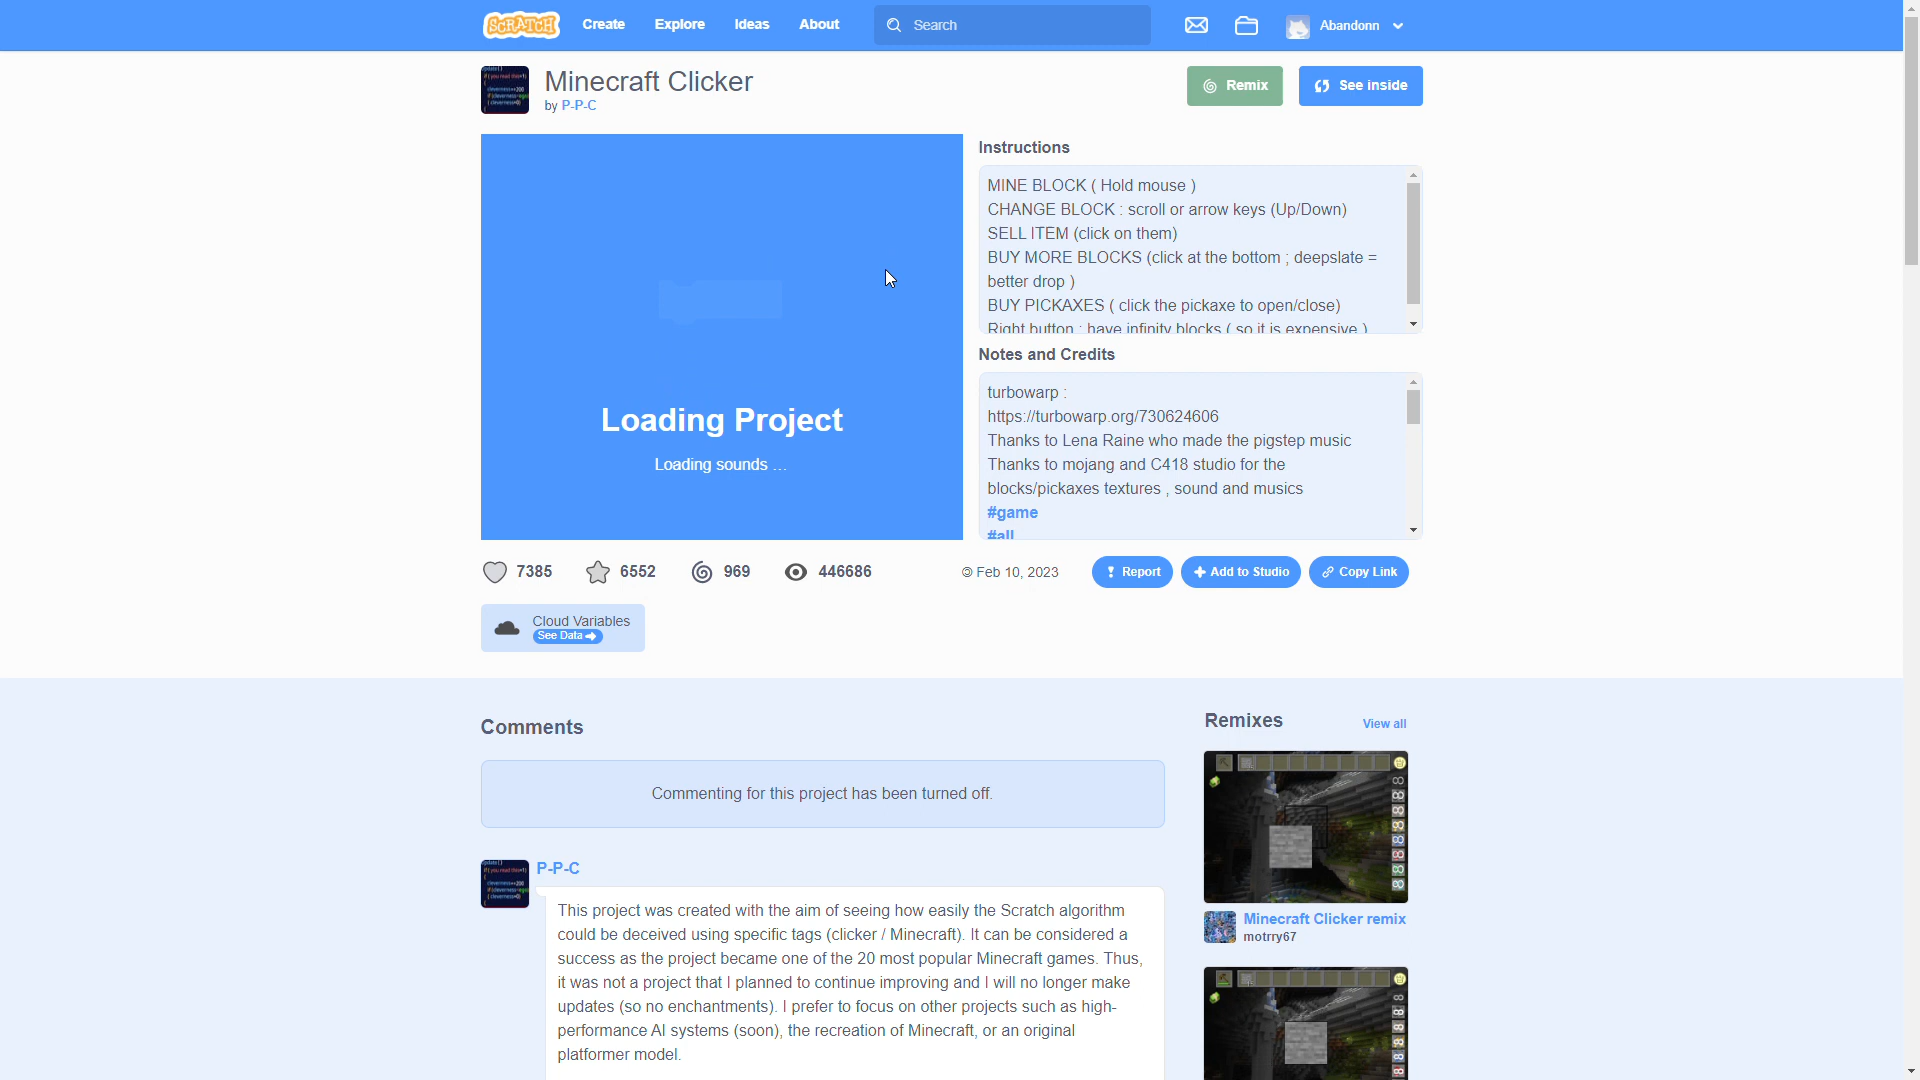 SCRATCH Create Explore Ideas About Search Abandonn
Minecraft Clicker
by P-P-C
Remix See inside
Loading Project
Loading sounds ...
Instructions
MINE BLOCK ( Hold mouse )
CHANGE BLOCK : scroll or arrow keys (Up/Down)
SELL ITEM (click on them)
BUY MORE BLOCKS (click at the bottom ; deepslate =
better drop )
BUY PICKAXES ( click the pickaxe to open/close)
Right button : have infinity blocks ( so it is expensive )
Notes and Credits
turbowarp :
https://turbowarp.org/730624606
Thanks to Lena Raine who made the pigstep music
Thanks to mojang and C418 studio for the
blocks/pickaxes textures , sound and musics
#game
#all
7385 6552 969 446686
© Feb 10, 2023
Report Add to Studio Copy Link
Cloud Variables
See Data
Comments
Commenting for this project has been turned off.
P-P-C
This project was created with the aim of seeing how easily the Scratch algorithm
could be deceived using specific tags (clicker / Minecraft). It can be considered a
success as the project became one of the 20 most popular Minecraft games. Thus,
it was not a project that I planned to continue improving and I will no longer make
updates (so no enchantments). I prefer to focus on other projects such as high-
performance AI systems (soon), the recreation of Minecraft, or an original
platformer model.
Remixes View all
Minecraft Clicker remix
motrry67